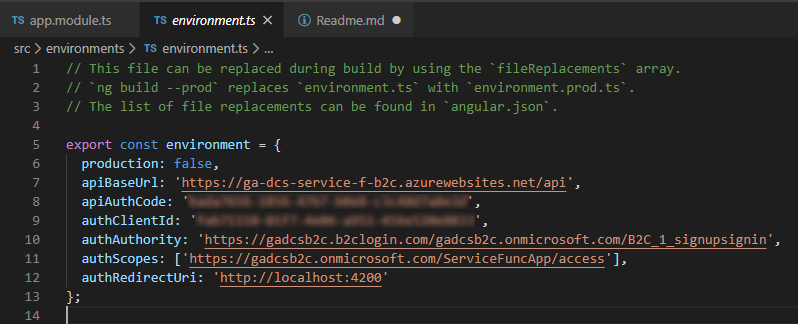 TS app.module.ts
TS environment.ts ×
Readme.md
src > environments > TS environment.ts > ...
1 // This file can be replaced during build by using the `fileReplacements` array.
2 // `ng build --prod` replaces `environment.ts` with `environment.prod.ts`.
3 // The list of file replacements can be found in `angular.json`.
4
5 export const environment = {
6 production: false,
7 apiBaseUrl: 'https://ga-dcs-service-f-b2c.azurewebsites.net/api',
8 apiAuthCode: ' ',
9 authClientId: ' ',
10 authAuthority: 'https://gadcsb2c.b2clogin.com/gadcsb2c.onmicrosoft.com/B2C_1_signupsignin',
11 authScopes: ['https://gadcsb2c.onmicrosoft.com/ServiceFuncApp/access'],
12 authRedirectUri: 'http://localhost:4200'
13 };
14